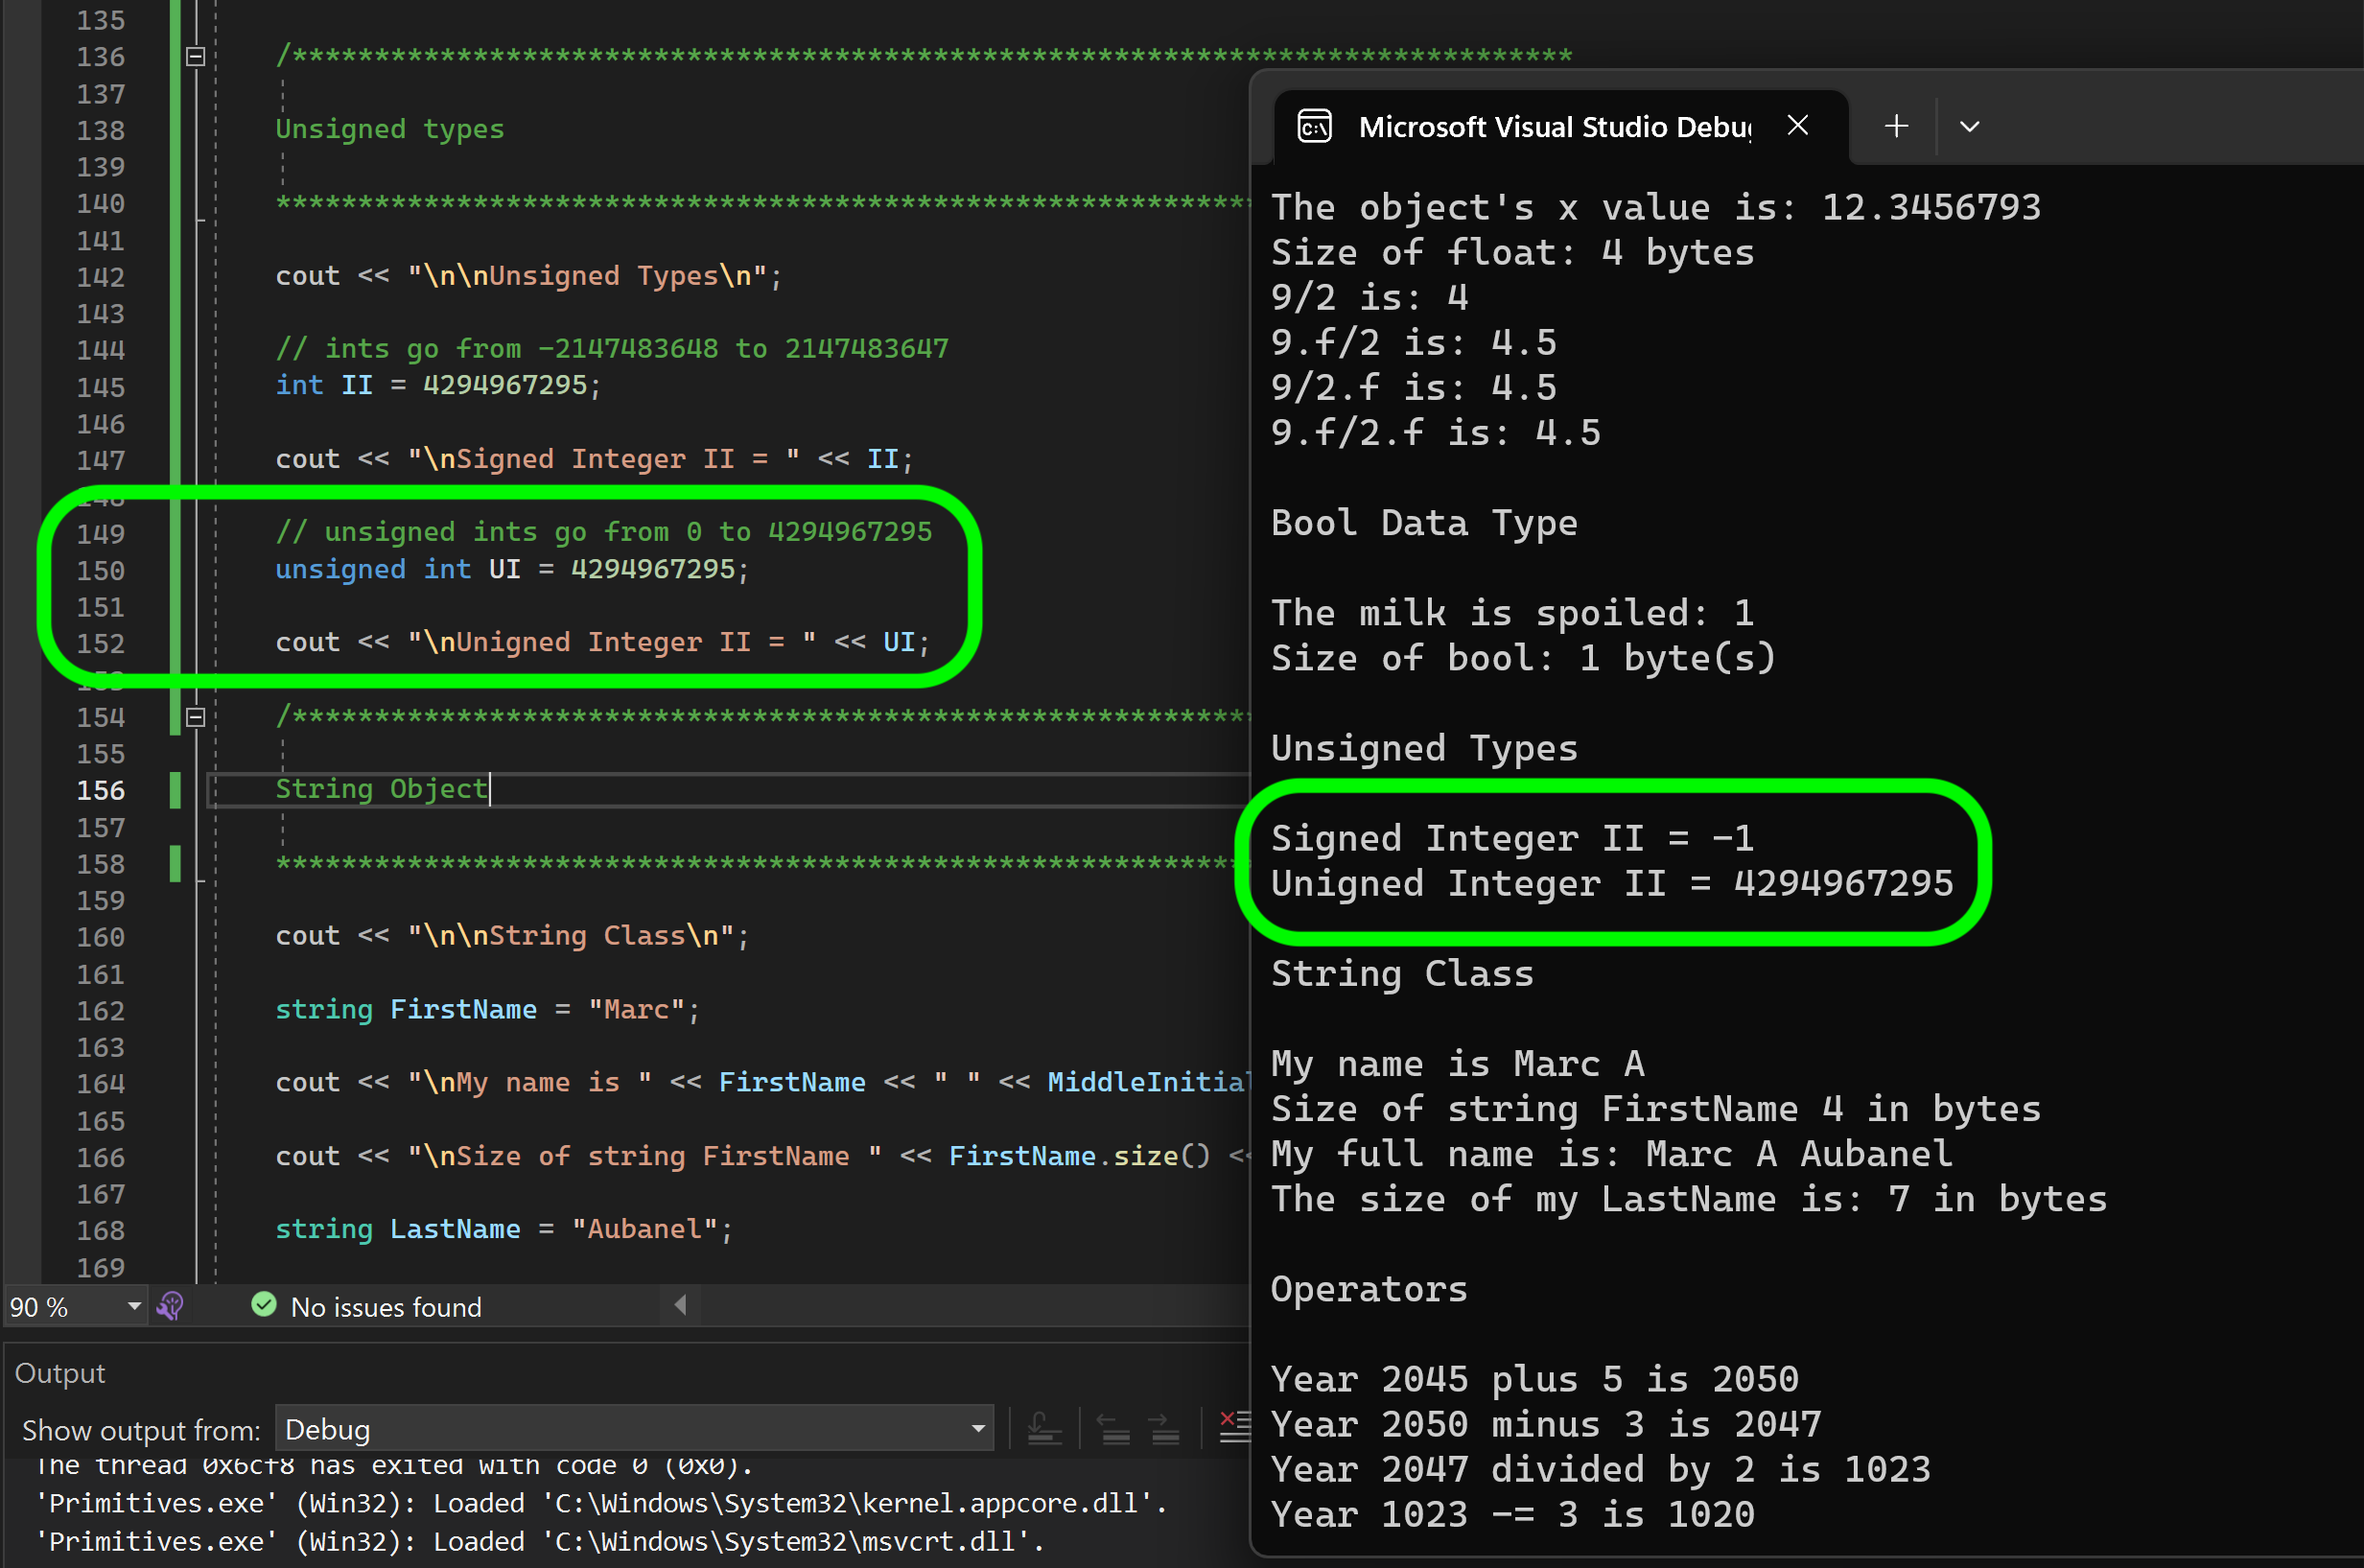 135
136 /******************************************************************************
137
138 Unsigned types
139
140 ***********************************************************
141
142 cout << "\n\nUnsigned Types\n";
143
144 // ints go from -2147483648 to 2147483647
145 int II = 4294967295;
146
147 cout << "\nSigned Integer II = " << II;
148
149 // unsigned ints go from 0 to 4294967295
150 unsigned int UI = 4294967295;
151
152 cout << "\nUnigned Integer II = " << UI;
153
154 /***********************************************************
155
156 String Object
157
158 ***********************************************************
159
160 cout << "\n\nString Class\n";
161
162 string FirstName = "Marc";
163
164 cout << "\nMy name is " << FirstName << " " << MiddleInitial
165
166 cout << "\nSize of string FirstName " << FirstName.size() <<
167
168 string LastName = "Aubanel";
169
90 % No issues found
Output
Show output from: Debug
The thread 0x6cf8 has exited with code 0 (0x0).
'Primitives.exe' (Win32): Loaded 'C:\Windows\System32\kernel.appcore.dll'.
'Primitives.exe' (Win32): Loaded 'C:\Windows\System32\msvcrt.dll'.
C:\ Microsoft Visual Studio Debu
The object's x value is: 12.3456793
Size of float: 4 bytes
9/2 is: 4
9.f/2 is: 4.5
9/2.f is: 4.5
9.f/2.f is: 4.5
Bool Data Type
The milk is spoiled: 1
Size of bool: 1 byte(s)
Unsigned Types
Signed Integer II = -1
Unigned Integer II = 4294967295
String Class
My name is Marc A
Size of string FirstName 4 in bytes
My full name is: Marc A Aubanel
The size of my LastName is: 7 in bytes
Operators
Year 2045 plus 5 is 2050
Year 2050 minus 3 is 2047
Year 2047 divided by 2 is 1023
Year 1023 -= 3 is 1020